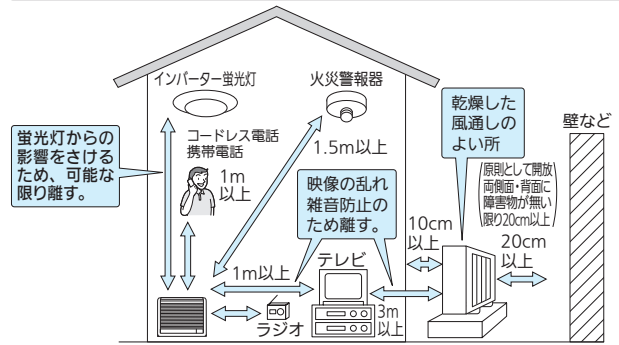 インバーター蛍光灯
火災警報器
蛍光灯からの
影響をさける
ため、可能な
限り離す。
コードレス電話
携帯電話
1m
以上
1.5m以上
乾燥した
風通しの
よい所
原則として開放
両側面・背面に
障害物が無い
限り20cm以上
壁など
映像の乱れ
雑音防止の
ため離す。
10cm
以上
20cm
以上
1m以上
テレビ
ラジオ
3m
以上